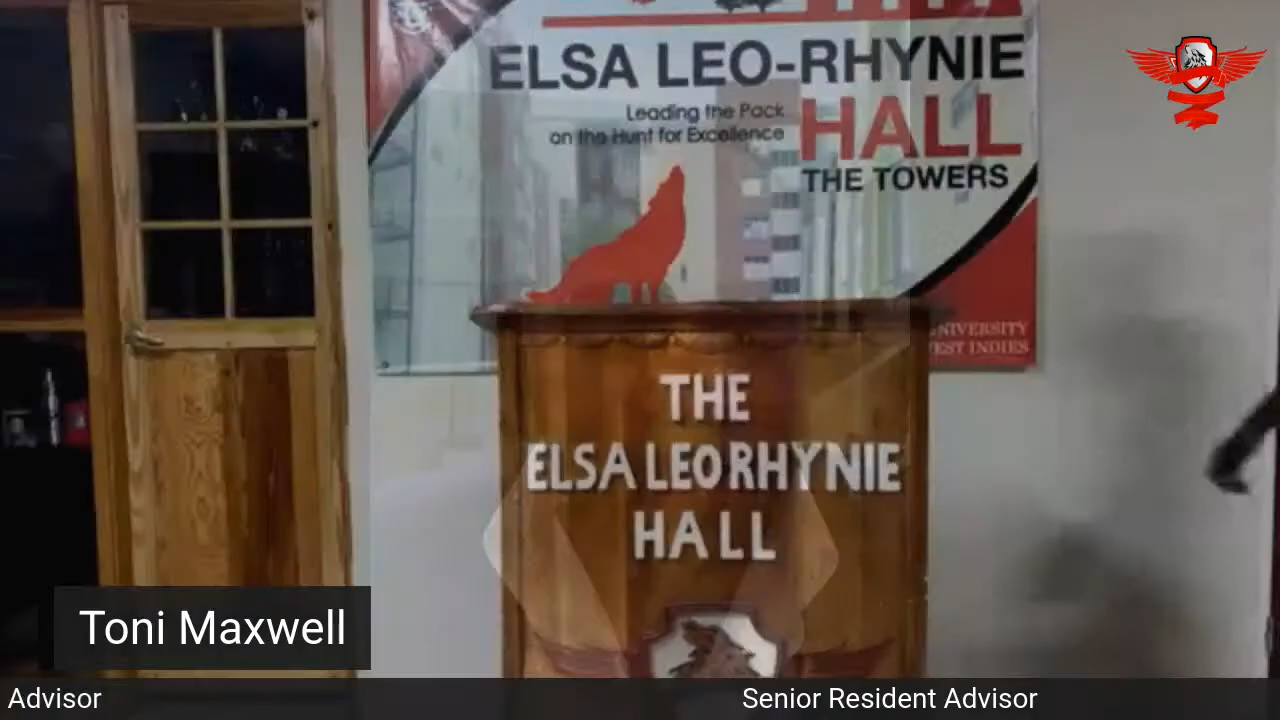 ELSA LEO-RHYNIE
Leading the Pack
on the Hunt for Excellence
HALL
THE TOWERS
UNIVERSITY
WEST INDIES
THE
ELSA LEO RHYNIE
HALL
Toni Maxwell
Advisor
Senior Resident Advisor